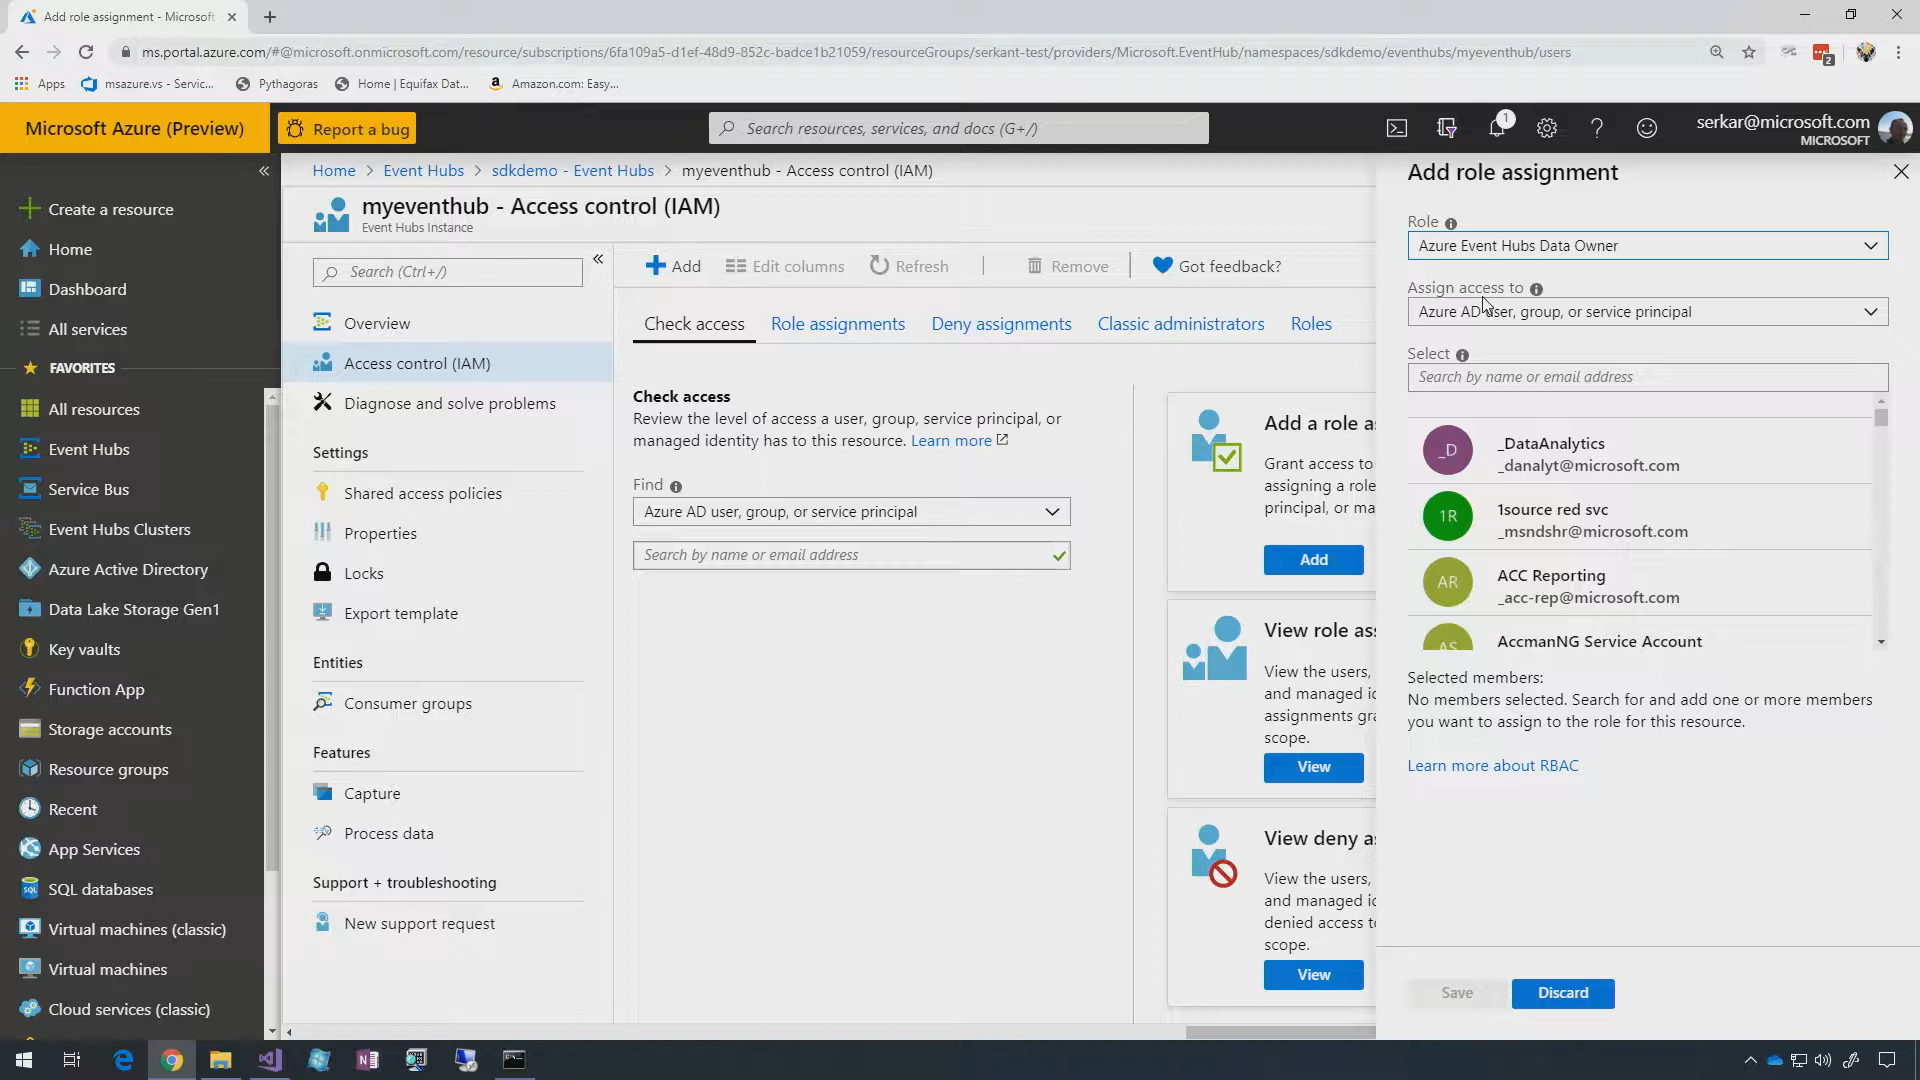 Add role assignment - Microsoft
ms.portal.azure.com/#@microsoft.onmicrosoft.com/resource/subscriptions/6fa109a5-d1ef-48d9-852c-badce1b21059/resourceGroups/serkant-test/providers/Microsoft.EventHub/namespaces/sdkdemo/eventhubs/myeventhub/users
2
Apps
msazure.vs - Servic...
Pythagoras
Home | Equifax Dat...
Amazon.com: Easy...
Microsoft Azure (Preview)
Report a bug
Search resources, services, and docs (G+/)
1
serkar@microsoft.com
MICROSOFT
Create a resource
Home
Dashboard
All services
FAVORITES
All resources
Event Hubs
Service Bus
Event Hubs Clusters
Azure Active Directory
Data Lake Storage Gen1
Key vaults
Function App
Storage accounts
Resource groups
Recent
App Services
SQL databases
Virtual machines (classic)
Virtual machines
Cloud services (classic)
Home > Event Hubs > sdkdemo - Event Hubs > myeventhub - Access control (IAM)
myeventhub - Access control (IAM)
Event Hubs Instance
Search (Ctrl+/)
Overview
Access control (IAM)
Diagnose and solve problems
Settings
Shared access policies
Properties
Locks
Export template
Entities
Consumer groups
Features
Capture
Process data
Support + troubleshooting
New support request
Add
Edit columns
Refresh
Remove
Got feedback?
Check access
Role assignments
Deny assignments
Classic administrators
Roles
Check access
Review the level of access a user, group, service principal, or
managed identity has to this resource. Learn more
Find
Azure AD user, group, or service principal
Search by name or email address
Add a role a
Grant access to
assigning a role
principal, or ma
Add
View role as
View the users,
and managed id
assignments gra
scope.
View
View deny a
View the users,
and managed id
denied access to
scope.
View
Add role assignment
Role
Azure Event Hubs Data Owner
Assign access to
Azure AD user, group, or service principal
Select
Search by name or email address
_D
_DataAnalytics
_danalyt@microsoft.com
1R
1source red svc
_msndshr@microsoft.com
AR
ACC Reporting
_acc-rep@microsoft.com
AS
AccmanNG Service Account
Selected members:
No members selected. Search for and add one or more members
you want to assign to the role for this resource.
Learn more about RBAC
Save
Discard